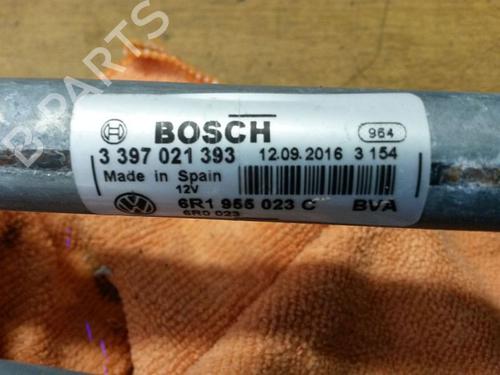 B-PARTS
BOSCH 964
3 397 021 393 12.09.2016 3 154
Made in Spain
12V
6R1 955 023 C BVA
6R0 023